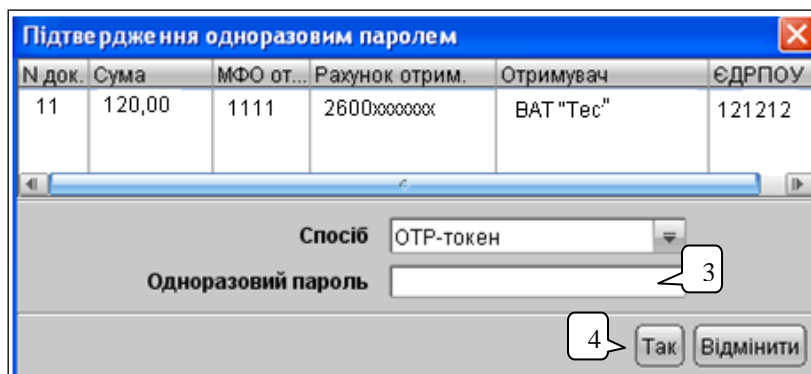 Підтвердження одноразовим паролем
N док. Сума МФО от... Рахунок отрим. Отримувач ЄДРПОУ
11 120,00 1111 2600xxxxxxx ВАТ "Тес" 121212
Спосіб ОТР-токен
Одноразовий пароль 3
4 Так Відмінити